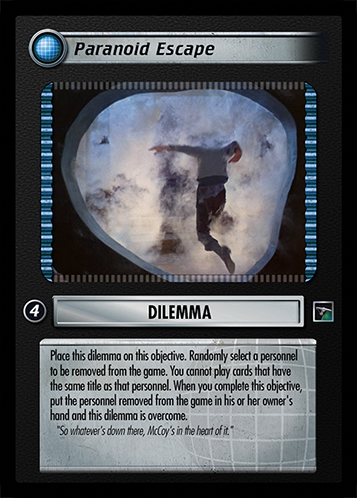 Paranoid Escape
4
DILEMMA
Place this dilemma on this objective. Randomly select a personnel
to be removed from the game. You cannot play cards that have
the same title as that personnel. When you complete this objective,
put the personnel removed from the game in his or her owner's
hand and this dilemma is overcome.
"So whatever's down there, McCoy's in the heart of it."